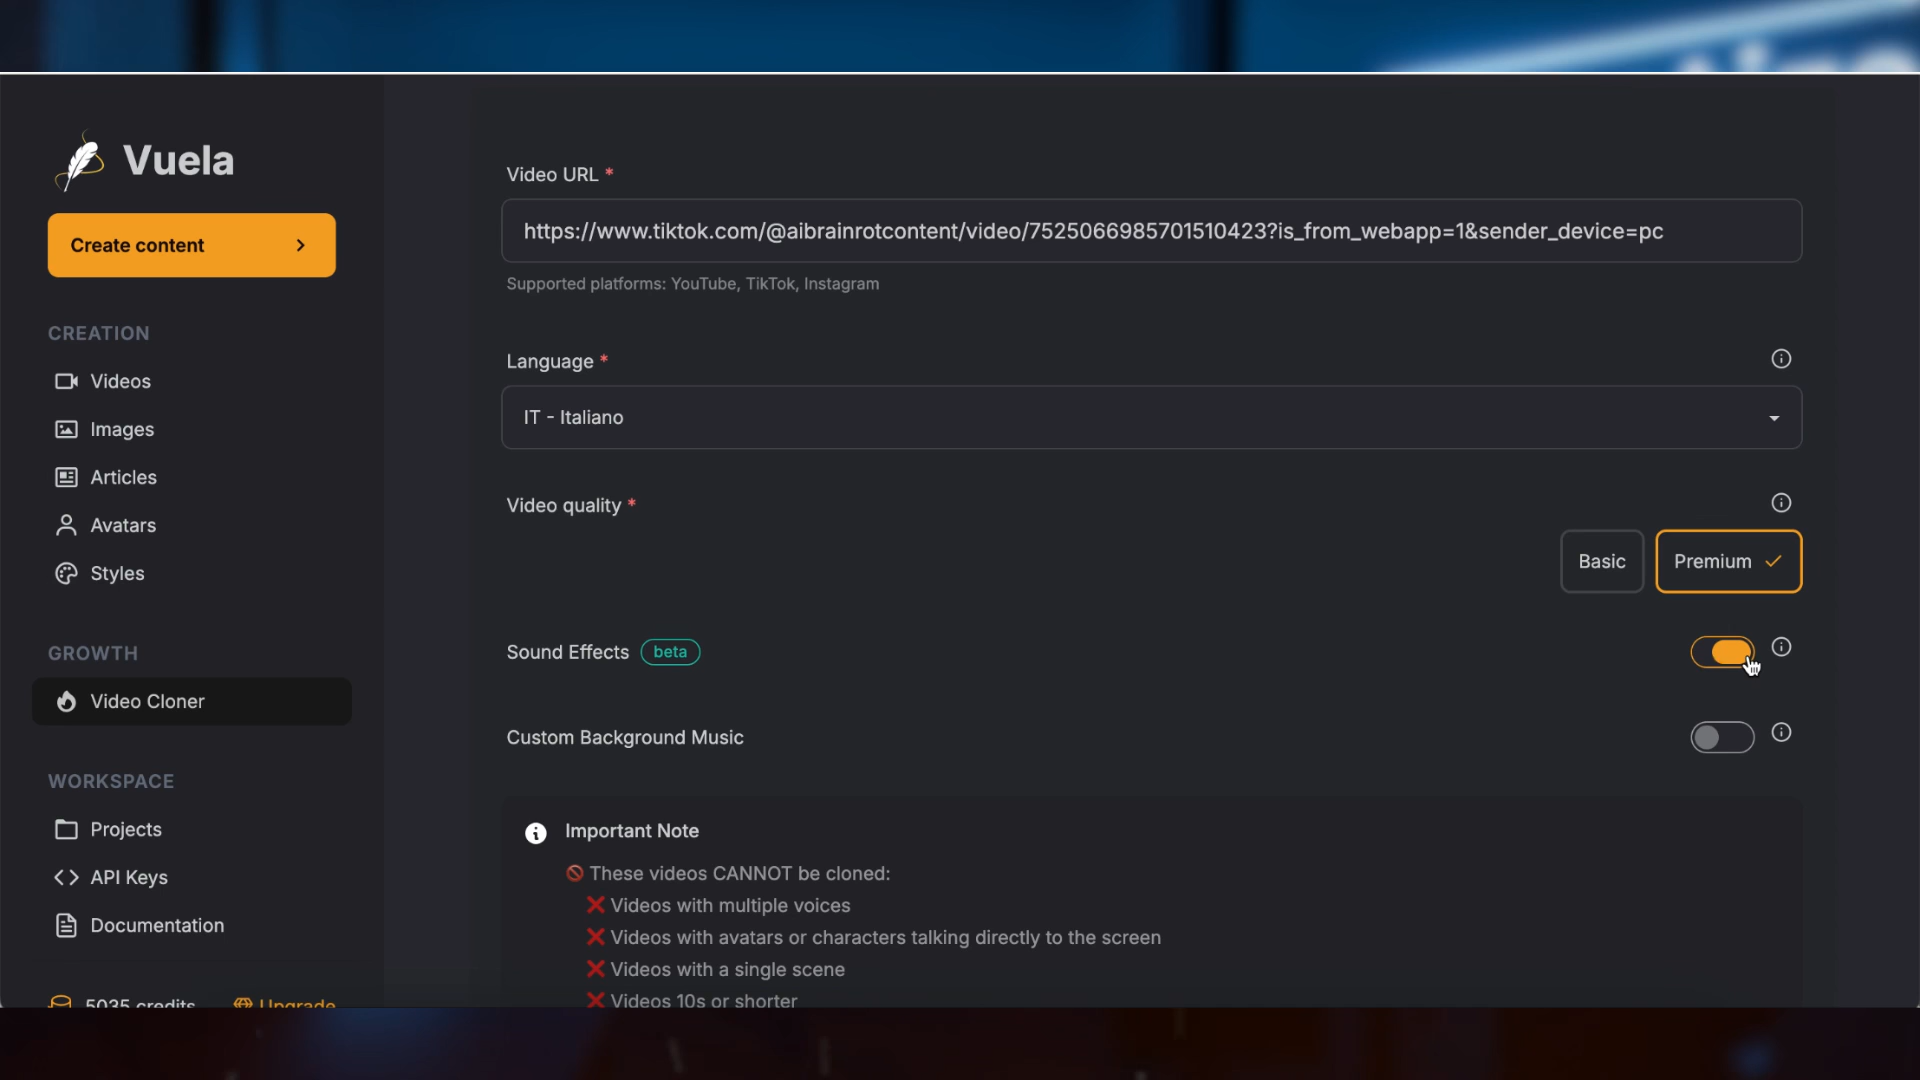 Vuela
Create content
CREATION
Videos
Images
Articles
Avatars
Styles
GROWTH
Video Cloner
WORKSPACE
Projects
API Keys
Documentation
5035 credits
Upgrade
Video URL *
https://www.tiktok.com/@aibrainrotcontent/video/7525066985701510423?is_from_webapp=1&sender_device=pc
Supported platforms: YouTube, TikTok, Instagram
Language *
IT - Italiano
Video quality *
Basic
Premium
Sound Effects beta
Custom Background Music
Important Note
These videos CANNOT be cloned:
Videos with multiple voices
Videos with avatars or characters talking directly to the screen
Videos with a single scene
Videos 10s or shorter